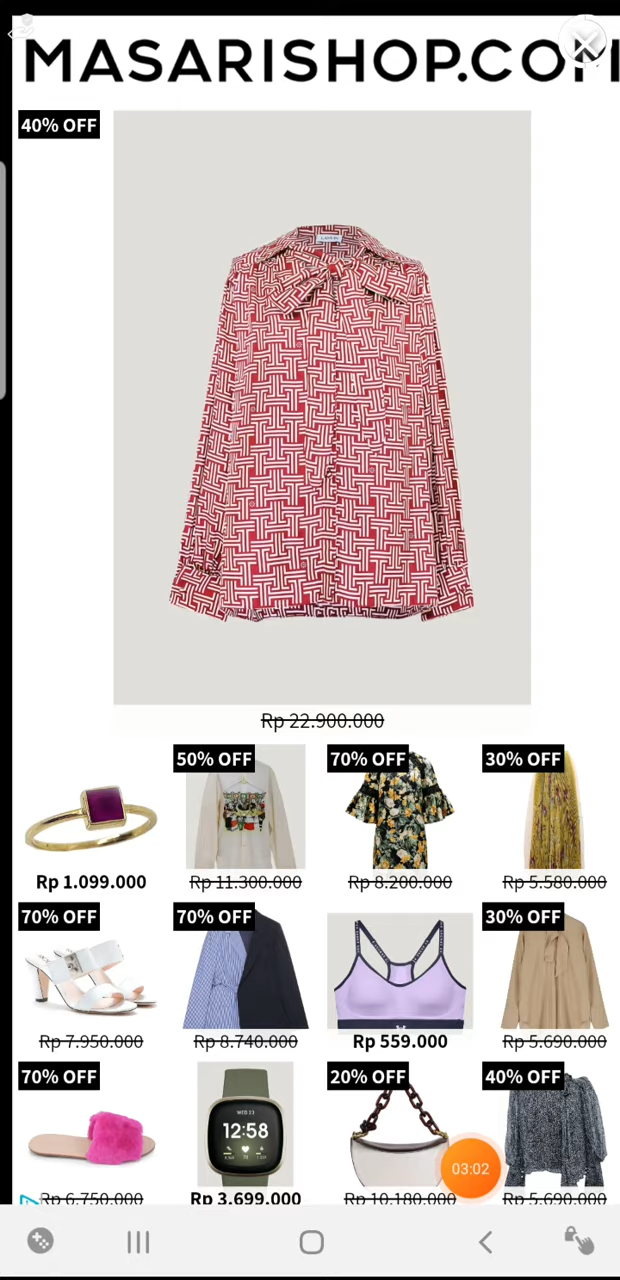 MASARISHOP.COM
40% OFF
Rp 22.900.000
50% OFF
70% OFF
30% OFF
Rp 1.099.000
Rp 11.300.000
Rp 8.200.000
Rp 5.580.000
70% OFF
70% OFF
30% OFF
Rp 7.950.000
Rp 8.740.000
Rp 559.000
Rp 5.690.000
70% OFF
20% OFF
40% OFF
WED 23
12:58
03:02
Rp 6.750.000
Rp 3.699.000
Rp 10.180.000
Rp 5.690.000